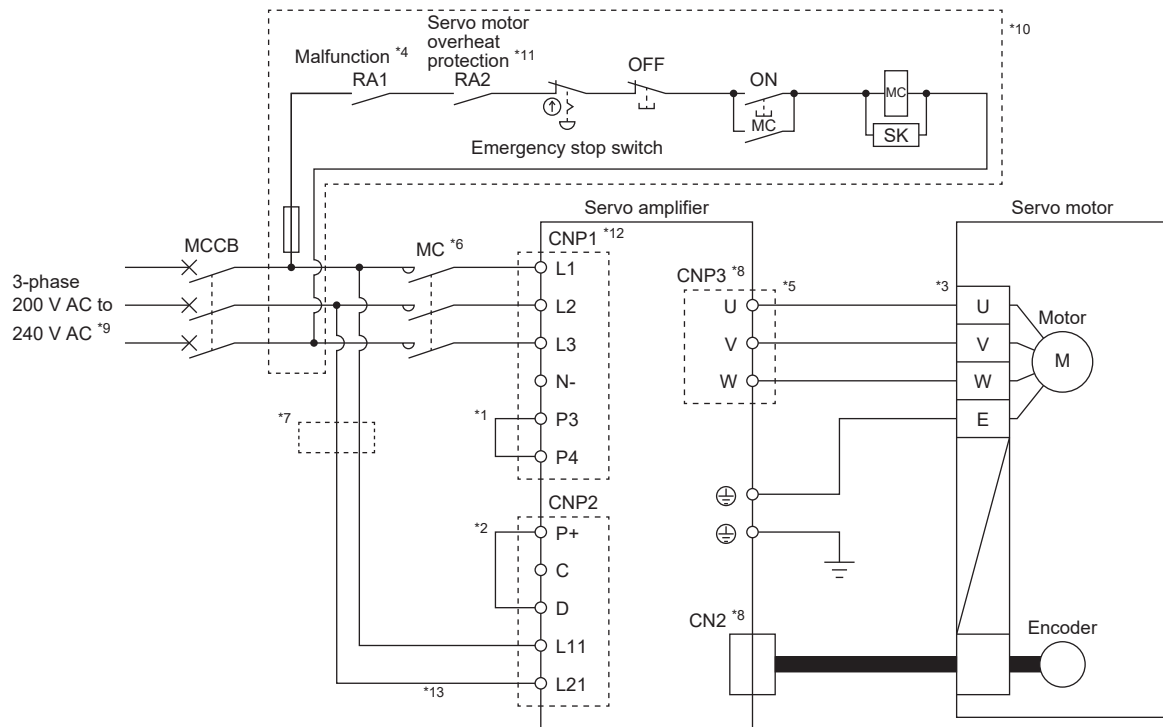 Servo motor
overheat
protection *11
*10
Malfunction *4
RA1
RA2
OFF
ON
MC
MC
SK
Emergency stop switch
Servo amplifier
Servo motor
MCCB
MC *6
CNP1 *12
3-phase
200 V AC to
240 V AC *9
L1
L2
L3
N-
P3
P4
*1
CNP3 *8
*5
*3
U
V
W
U
V
W
E
Motor
M
*7
CNP2
*2
P+
C
D
L11
L21
*13
CN2 *8
Encoder